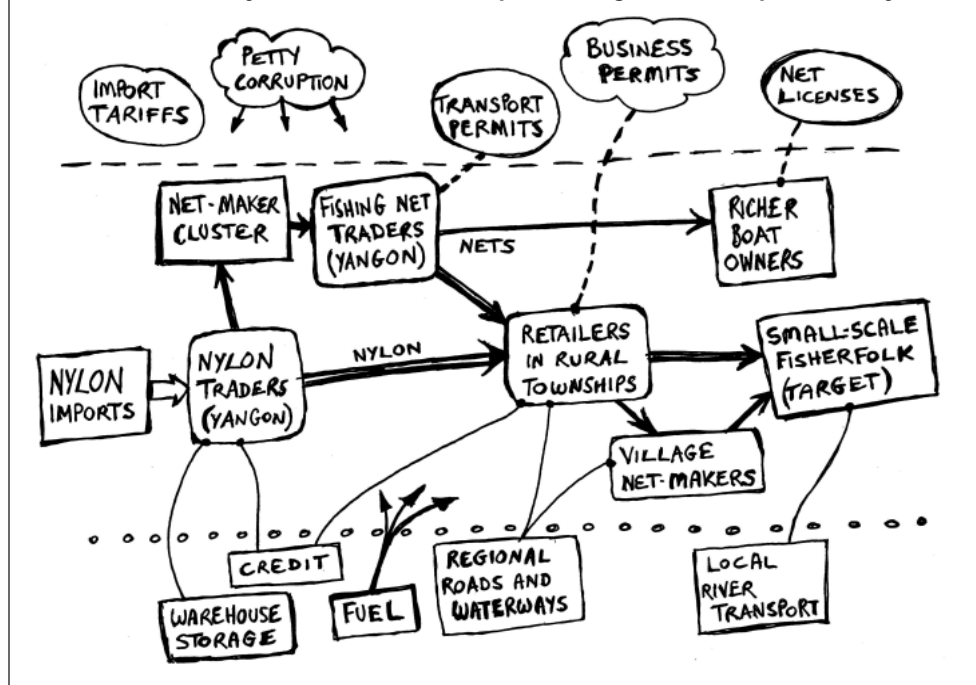 IMPORT
TARIFFS
PETTY
CORRUPTION
TRANSPORT
PERMITS
BUSINESS
PERMITS
NET
LICENSES
NET-MAKER
CLUSTER
FISHING NET
TRADERS
(YANGON)
NETS
RICHER
BOAT
OWNERS
NYLON
IMPORTS
NYLON
TRADERS
(YANGON)
NYLON
RETAILERS
IN RURAL
TOWNSHIPS
SMALL-SCALE
FISHERFOLK
(TARGET)
VILLAGE
NET-MAKERS
CREDIT
WAREHOUSE
STORAGE
FUEL
REGIONAL
ROADS AND
WATERWAYS
LOCAL
RIVER
TRANSPORT